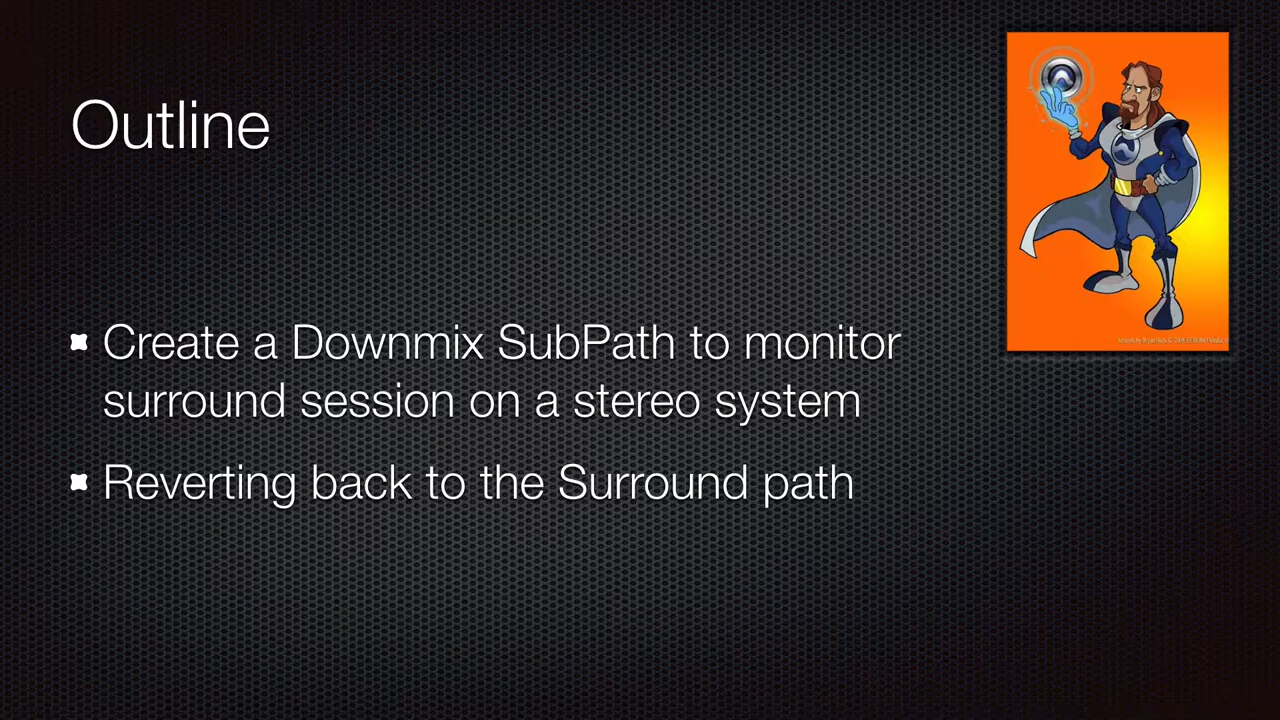 Outline
Create a Downmix SubPath to monitor
surround session on a stereo system
Reverting back to the Surround path